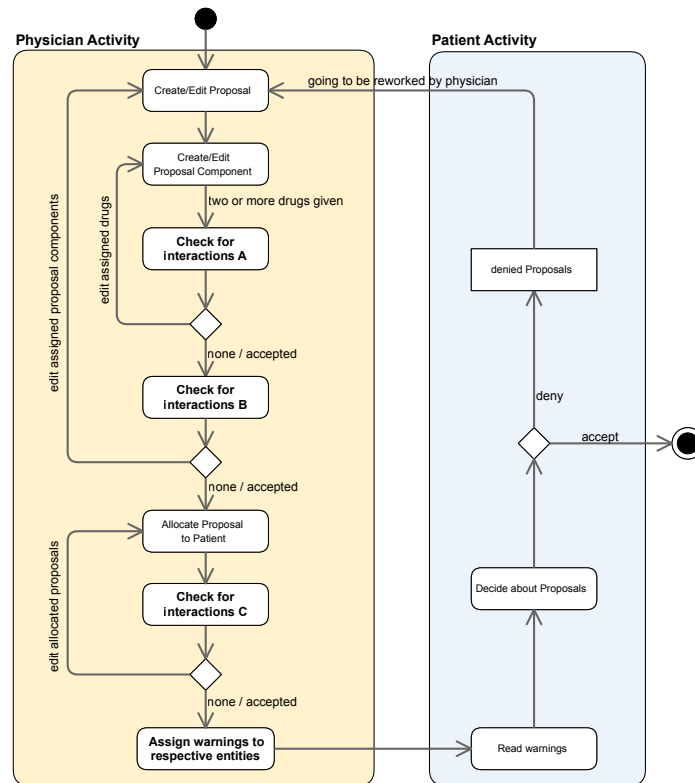 Physician Activity
Patient Activity
going to be reworked by physician
Create/Edit Proposal
Create/Edit
Proposal Component
two or more drugs given
edit assigned drugs
edit assigned proposal components
Check for
interactions A
none / accepted
Check for
interactions B
none / accepted
Allocate Proposal
to Patient
edit allocated proposals
Check for
interactions C
none / accepted
Assign warnings to
respective entities
denied Proposals
deny
accept
Decide about Proposals
Read warnings